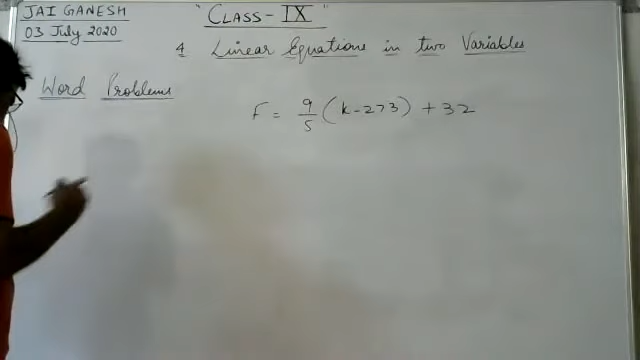 JAI GANESH
03 July 2020
"CLASS-IX"
4 Linear Equations in two Variables
Word Problems
F = 9/5 (K-273) + 32